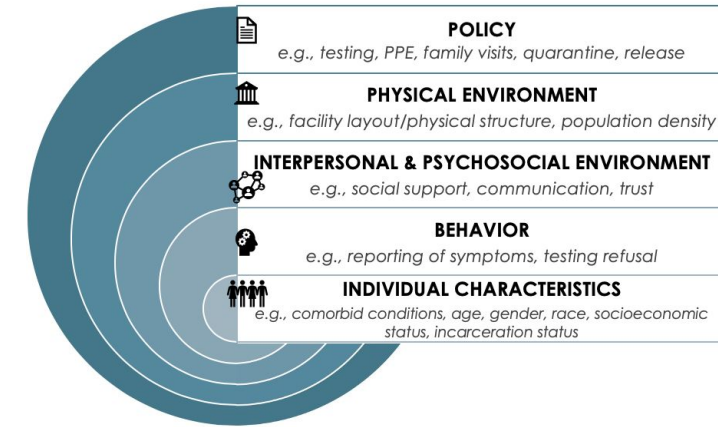 POLICY
e.g., testing, PPE, family visits, quarantine, release
PHYSICAL ENVIRONMENT
e.g., facility layout/physical structure, population density
INTERPERSONAL & PSYCHOSOCIAL ENVIRONMENT
e.g., social support, communication, trust
BEHAVIOR
e.g., reporting of symptoms, testing refusal
INDIVIDUAL CHARACTERISTICS
e.g., comorbid conditions, age, gender, race, socioeconomic
status, incarceration status